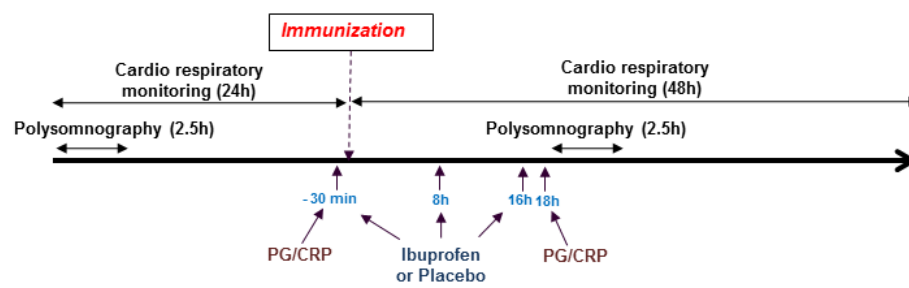 Immunization
Cardio respiratory
monitoring (24h)
Cardio respiratory
monitoring (48h)
Polysomnography (2.5h)
Polysomnography (2.5h)
- 30 min
8h
16h
18h
PG/CRP
Ibuprofen
or Placebo
PG/CRP